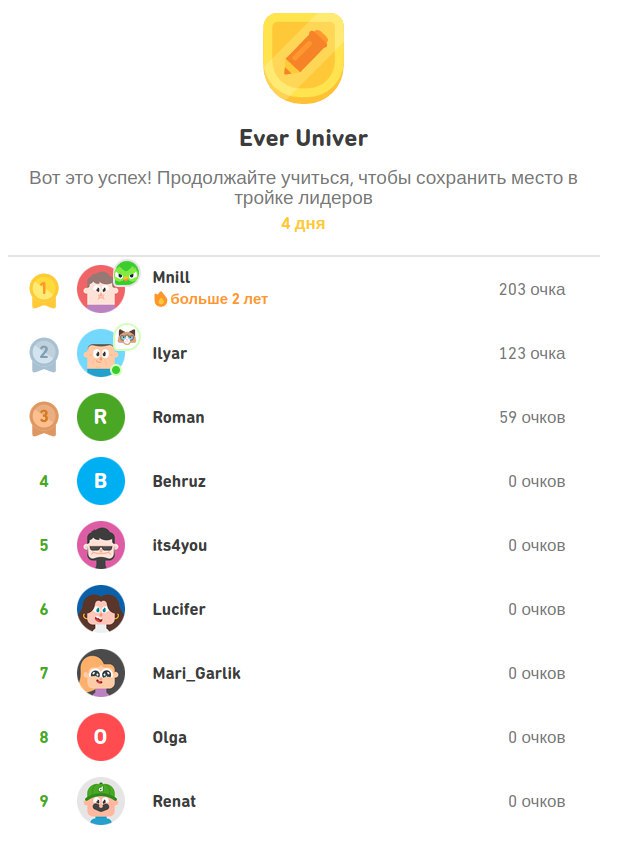 Ever Univer
Вот это успех! Продолжайте учиться, чтобы сохранить место в
тройке лидеров
4 дня
1 Mnill 203 очка
больше 2 лет
2 Ilyar 123 очка
3 R Roman 59 очков
4 B Behruz 0 очков
5 its4you 0 очков
6 Lucifer 0 очков
7 Mari_Garlik 0 очков
8 O Olga 0 очков
9 Renat 0 очков